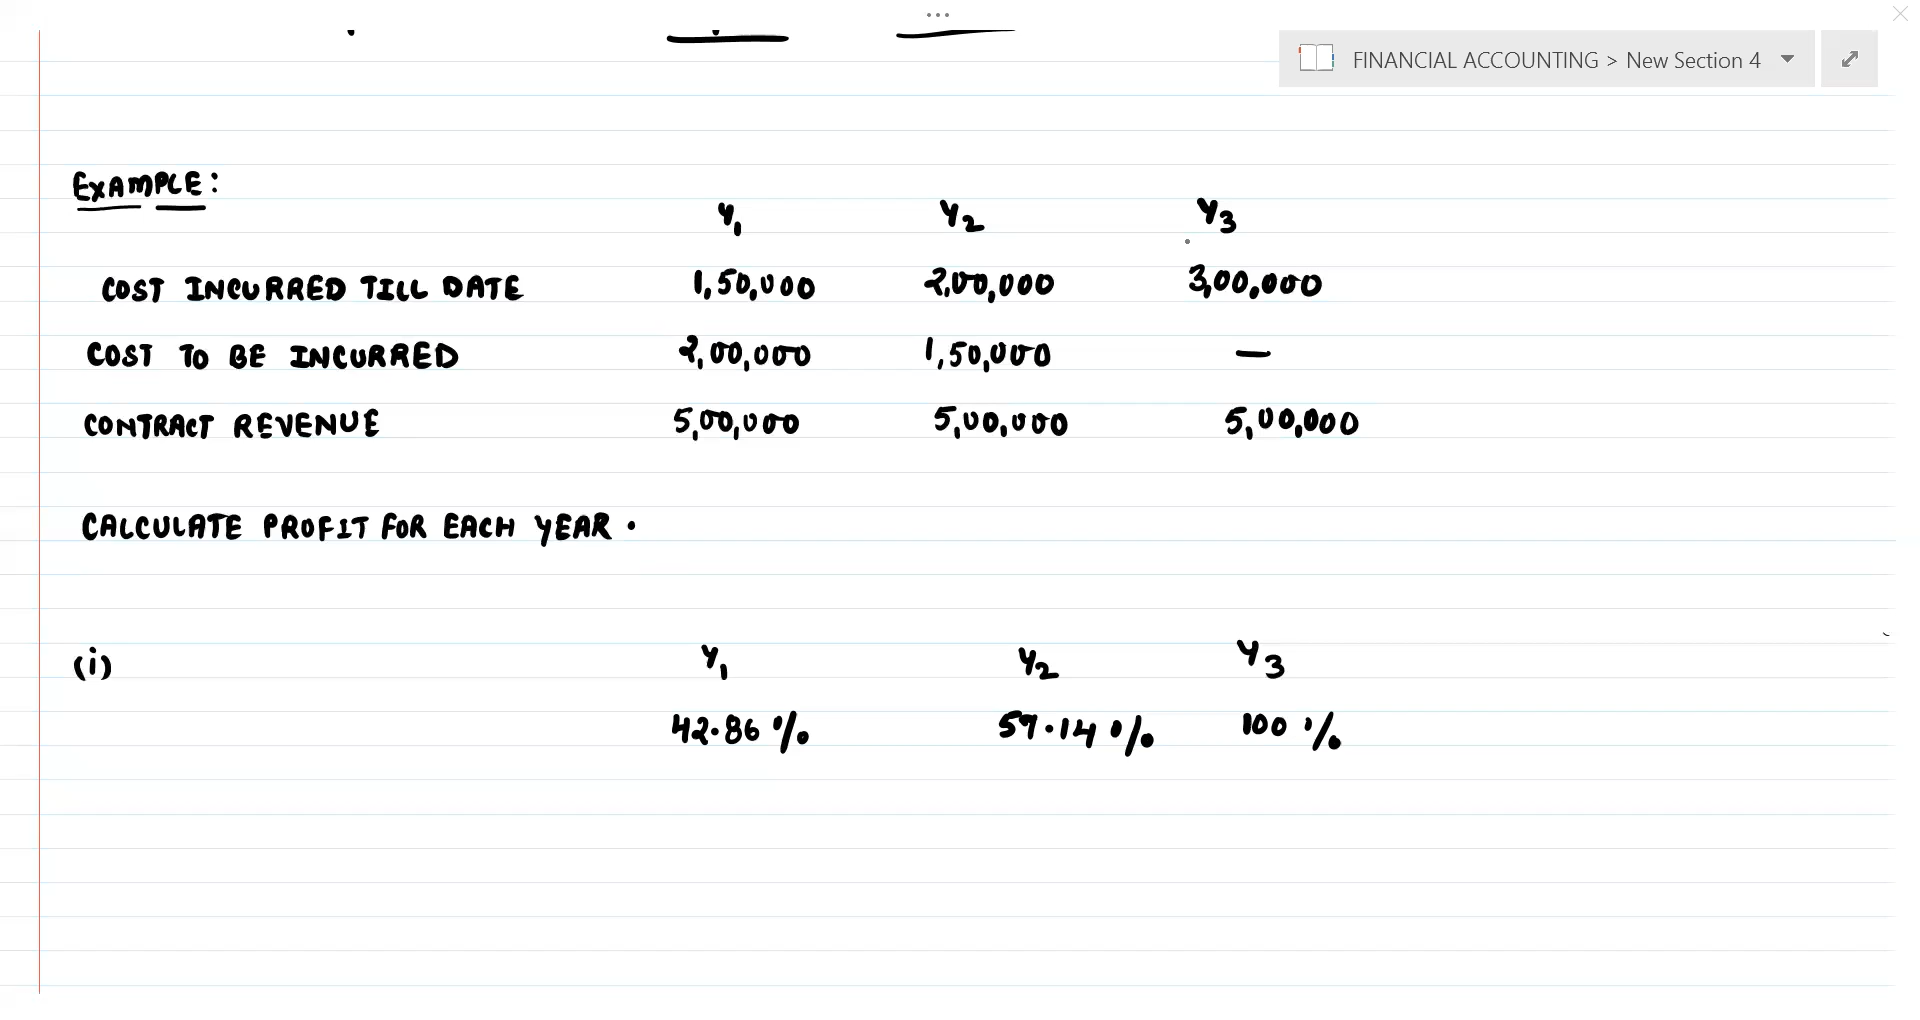 ...
FINANCIAL ACCOUNTING > New Section 4
EXAMPLE:
Y1 Y2 Y3
COST INCURRED TILL DATE 1,50,000 2,00,000 3,00,000
COST TO BE INCURRED 2,00,000 1,50,000 —
CONTRACT REVENUE 5,00,000 5,00,000 5,00,000
CALCULATE PROFIT FOR EACH YEAR.
(i) Y1 Y2 Y3
42.86 % 57.14 % 100 %